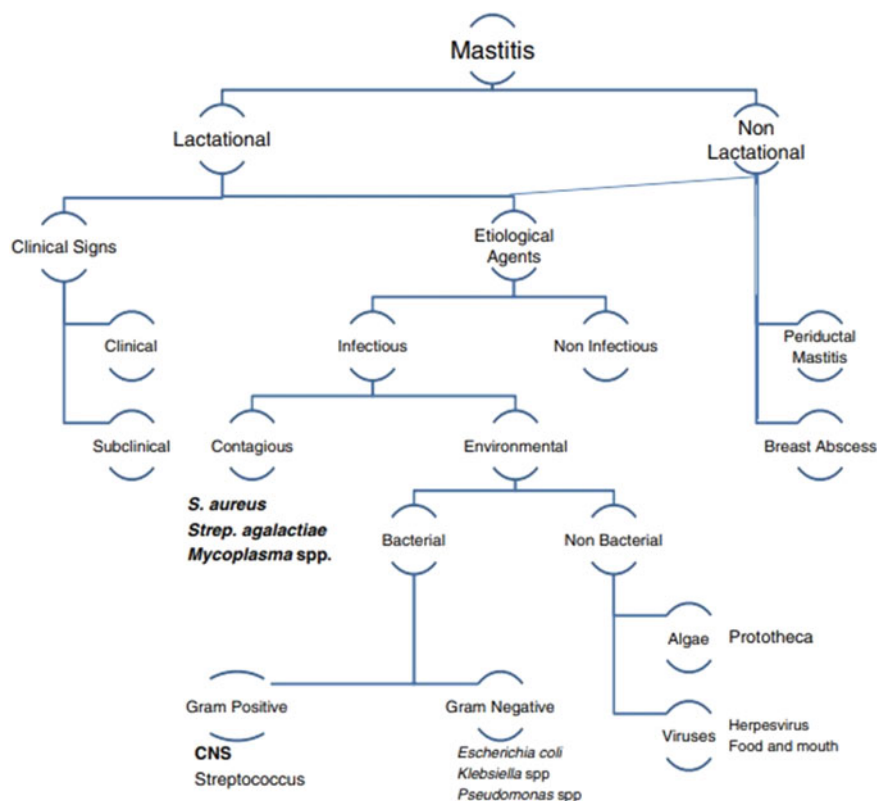 Mastitis
Lactational
Non
Lactational
Clinical Signs
Etiological
Agents
Clinical
Infectious
Non Infectious
Periductal
Mastitis
Subclinical
Contagious
Environmental
Breast Abscess
S. aureus
Strep. agalactiae
Mycoplasma spp.
Bacterial
Non Bacterial
Algae
Prototheca
Gram Positive
Gram Negative
Viruses
Herpesvirus
Food and mouth
CNS
Streptococcus
Escherichia coli
Klebsiella spp
Pseudomonas spp